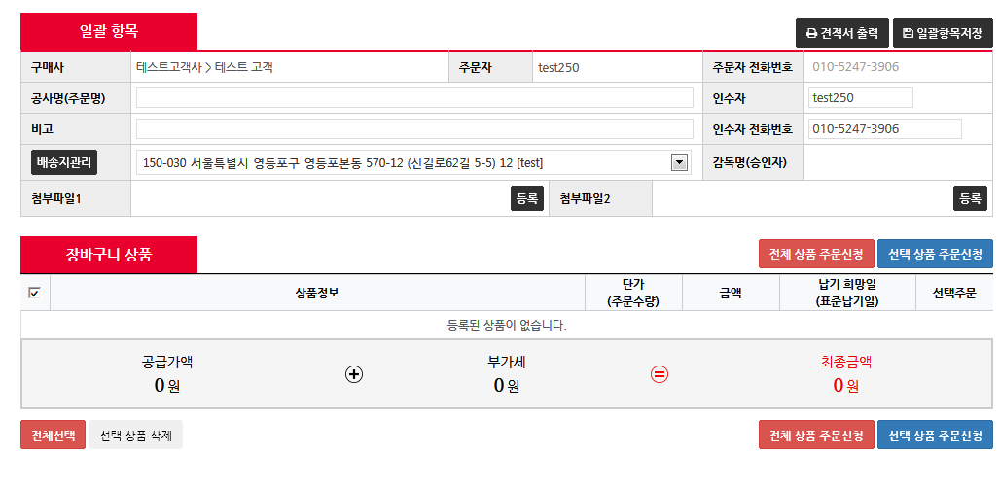 일괄 항목
견적서 출력
일괄항목저장
구매사
테스트고객사 > 테스트 고객
주문자
test250
주문자 전화번호
010-5247-3906
공사명(주문명)
인수자
test250
비고
인수자 전화번호
010-5247-3906
배송지관리
150-030 서울특별시 영등포구 영등포본동 570-12 (신길로62길 5-5) 12 [test]
감독명(승인자)
첨부파일1
등록
첨부파일2
등록
장바구니 상품
전체 상품 주문신청
선택 상품 주문신청
상품정보
단가
(주문수량)
금액
납기 희망일
(표준납기일)
선택주문
등록된 상품이 없습니다.
공급가액
0 원
부가세
0 원
최종금액
0 원
전체선택
선택 상품 삭제
전체 상품 주문신청
선택 상품 주문신청